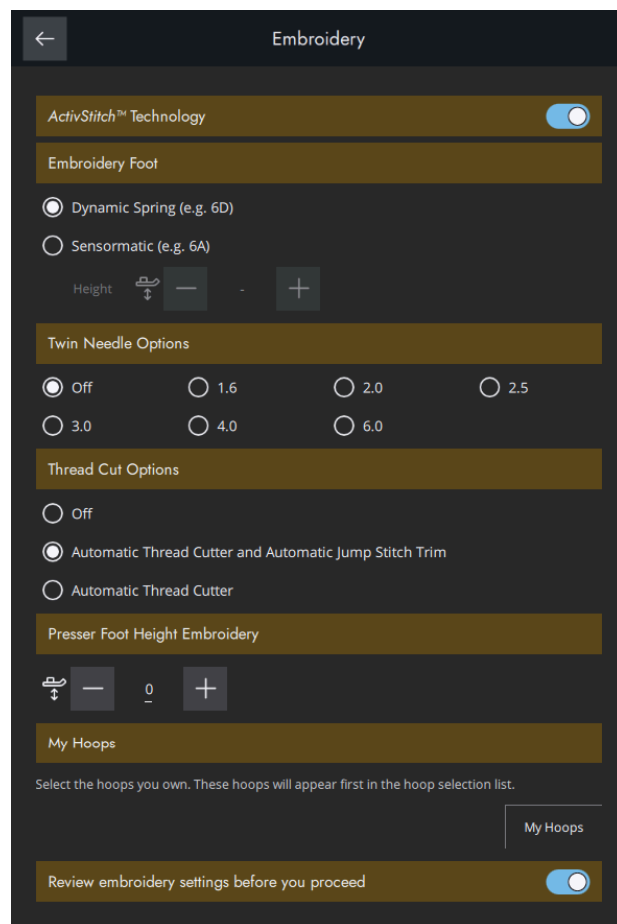 Embroidery
ActivStitch™ Technology
Embroidery Foot
Dynamic Spring (e.g. 6D)
Sensormatic (e.g. 6A)
Height - 
Twin Needle Options
Off 1.6 2.0 2.5
3.0 4.0 6.0
Thread Cut Options
Off
Automatic Thread Cutter and Automatic Jump Stitch Trim
Automatic Thread Cutter
Presser Foot Height Embroidery
0
My Hoops
Select the hoops you own. These hoops will appear first in the hoop selection list.
My Hoops
Review embroidery settings before you proceed